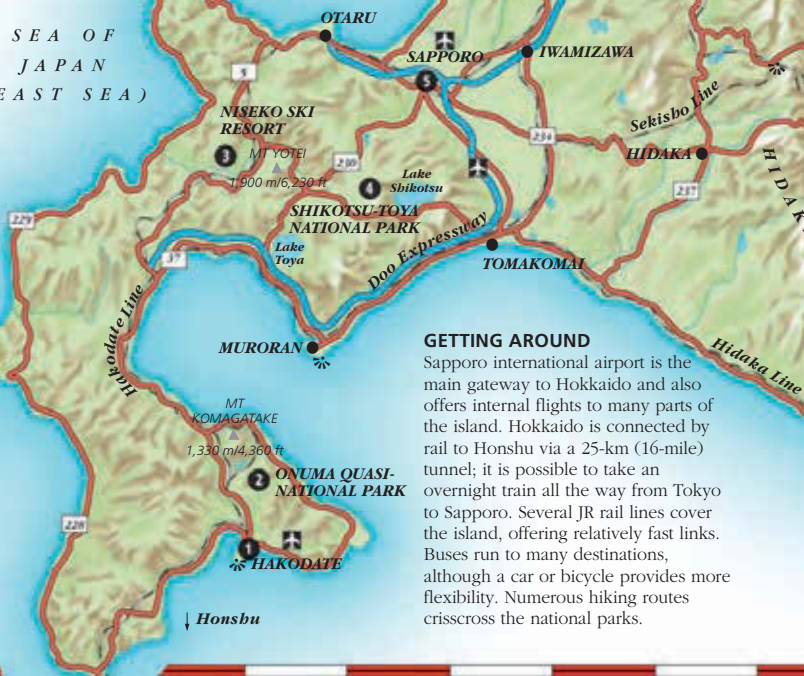 OTARU
SEA OF
JAPAN
EAST SEA)
SAPPORO
5
IWAMIZAWA
5
NISEKO SKI
RESORT
3
MT YOTEI
1,900 m/6,230 ft
230
4
Lake
Shikotsu
SHIKOTSU-TOYA
NATIONAL PARK
234
Sekisho Line
HIDAKA
237
HIDAK
229
37
Lake
Toya
Doo Expressway
TOMAKOMAI
Hakodate Line
MURORAN
Hidaka Line
GETTING AROUND
Sapporo international airport is the
main gateway to Hokkaido and also
offers internal flights to many parts of
the island. Hokkaido is connected by
rail to Honshu via a 25-km (16-mile)
tunnel; it is possible to take an
overnight train all the way from Tokyo
to Sapporo. Several JR rail lines cover
the island, offering relatively fast links.
Buses run to many destinations,
although a car or bicycle provides more
flexibility. Numerous hiking routes
crisscross the national parks.
MT
KOMAGATAKE
1,330 m/4,360 ft
2
ONUMA QUASI-
NATIONAL PARK
228
1
HAKODATE
Honshu